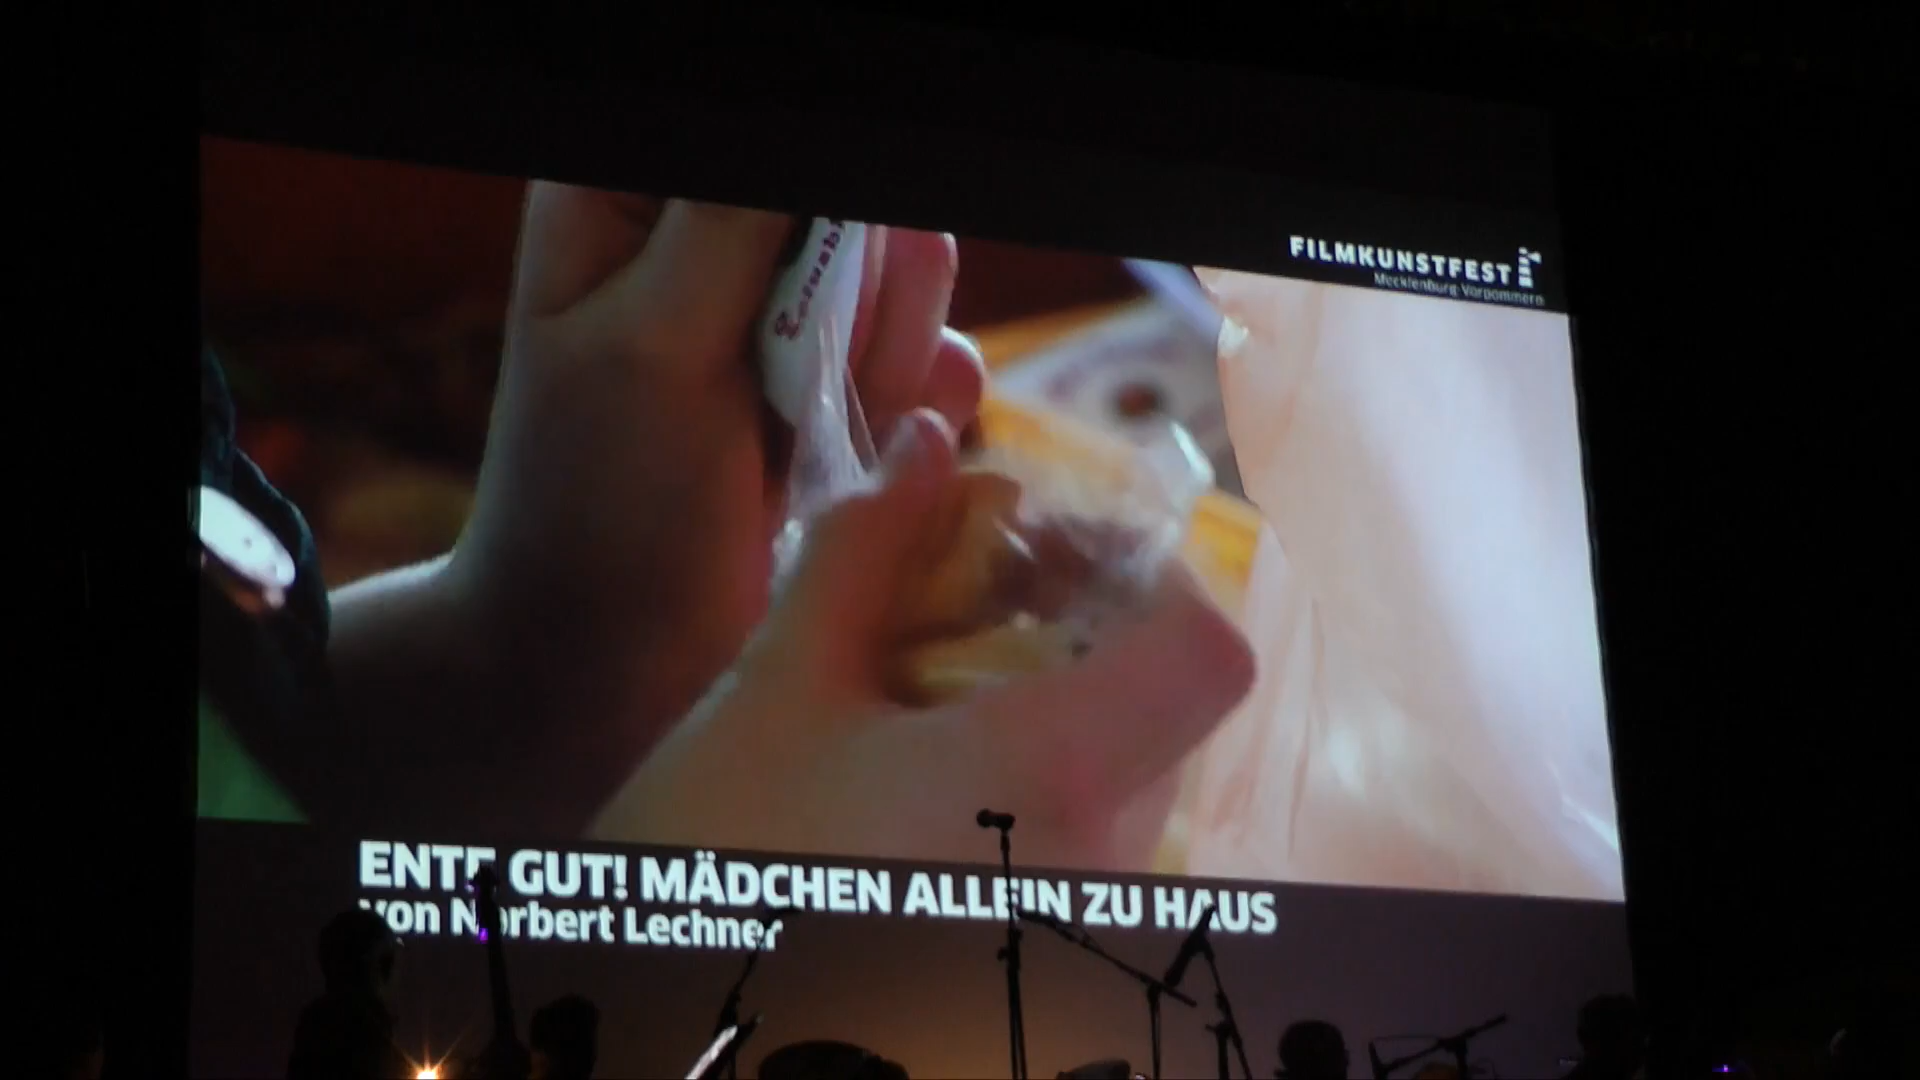 FILMKUNSTFEST
Mecklenburg-Vorpommern
ENTE GUT! MÄDCHEN ALLEIN ZU HAUS
von Norbert Lechner